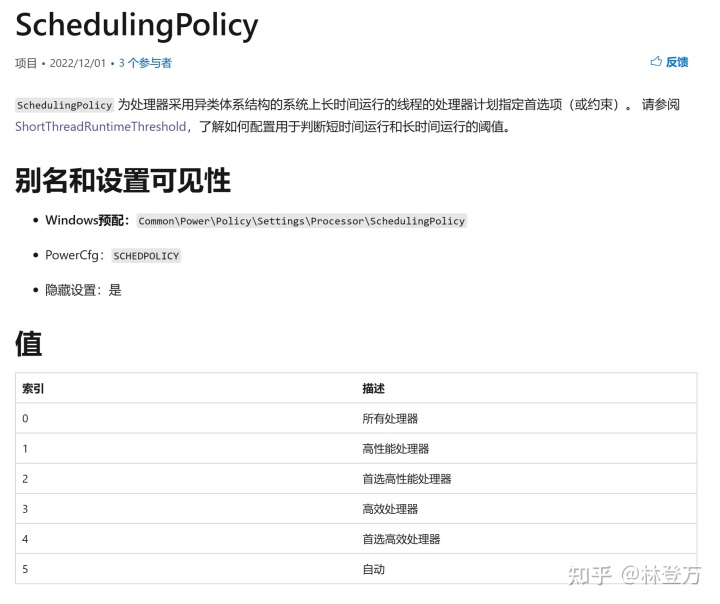 SchedulingPolicy
项目 • 2022/12/01 • 3 个参与者
反馈
SchedulingPolicy 为处理器采用异类体系结构的系统上长时间运行的线程的处理器计划指定首选项（或约束）。 请参阅
ShortThreadRuntimeThreshold，了解如何配置用于判断短时间运行和长时间运行的阈值。
别名和设置可见性
• Windows预配： Common\Power\Policy\Settings\Processor\SchedulingPolicy
• PowerCfg： SCHEDPOLICY
• 隐藏设置：是
值
索引 描述
0 所有处理器
1 高性能处理器
2 首选高性能处理器
3 高效处理器
4 首选高效处理器
5 自动
知乎 @林登万